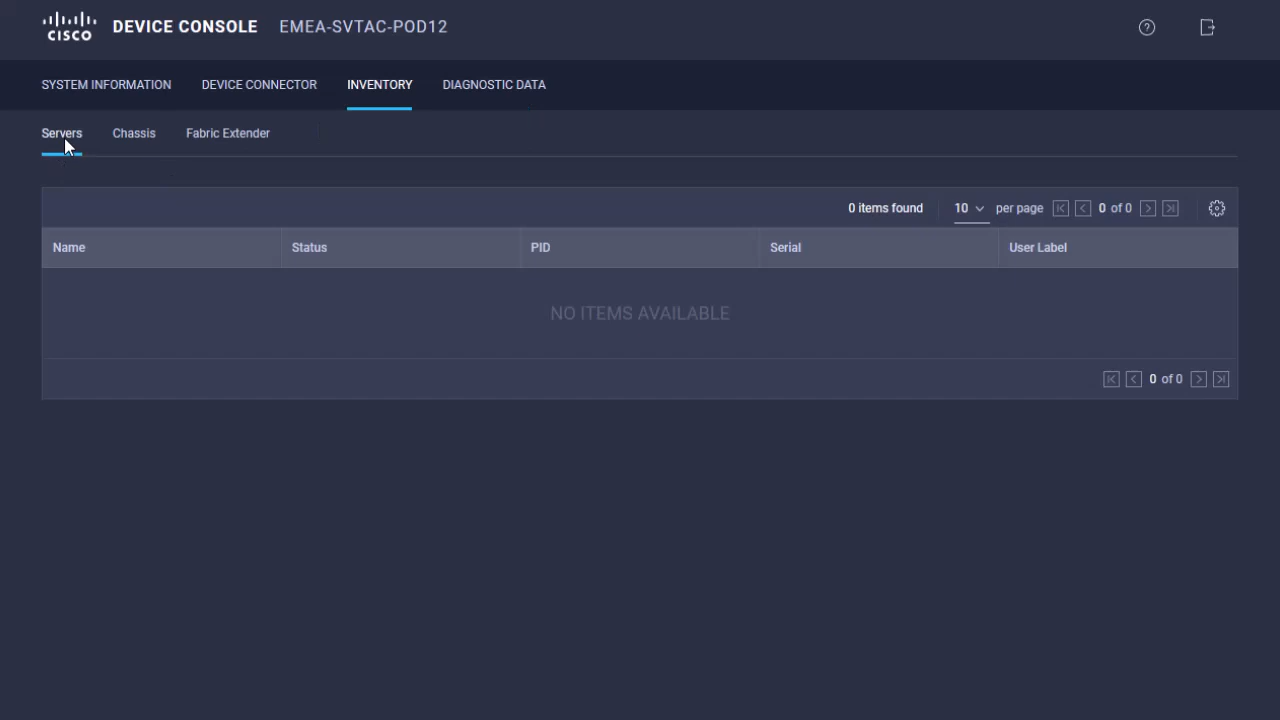 CISCO DEVICE CONSOLE EMEA-SVTAC-POD12 ?
SYSTEM INFORMATION DEVICE CONNECTOR INVENTORY DIAGNOSTIC DATA
Servers Chassis Fabric Extender
0 items found 10 per page 0 of 0
Name Status PID Serial User Label
NO ITEMS AVAILABLE
0 of 0